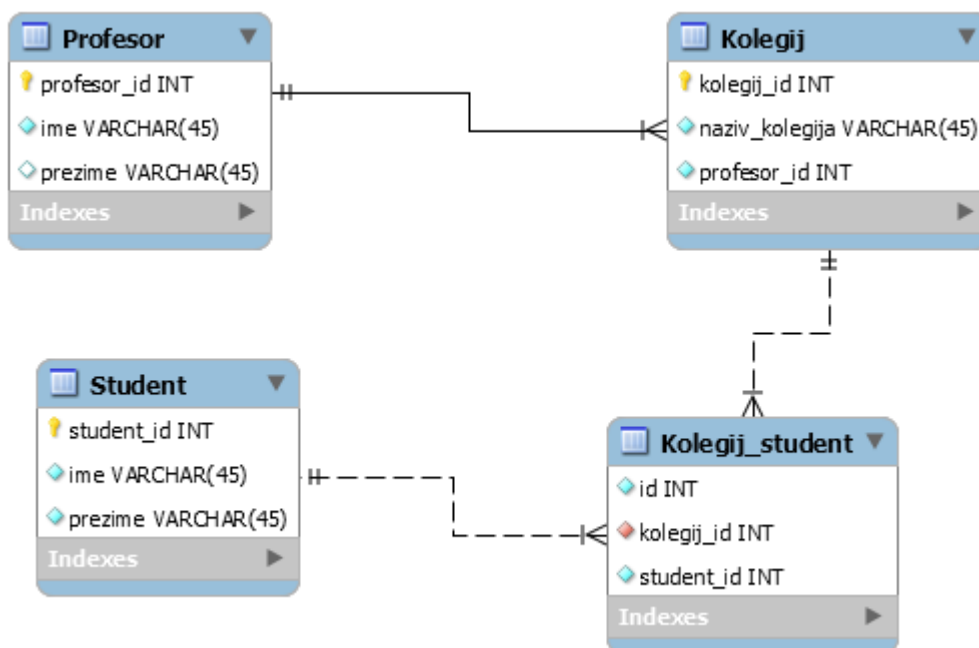 Profesor
profesor_id INT
ime VARCHAR(45)
prezime VARCHAR(45)
Indexes
Kolegij
kolegij_id INT
naziv_kolegija VARCHAR(45)
profesor_id INT
Indexes
Student
student_id INT
ime VARCHAR(45)
prezime VARCHAR(45)
Indexes
Kolegij_student
id INT
kolegij_id INT
student_id INT
Indexes